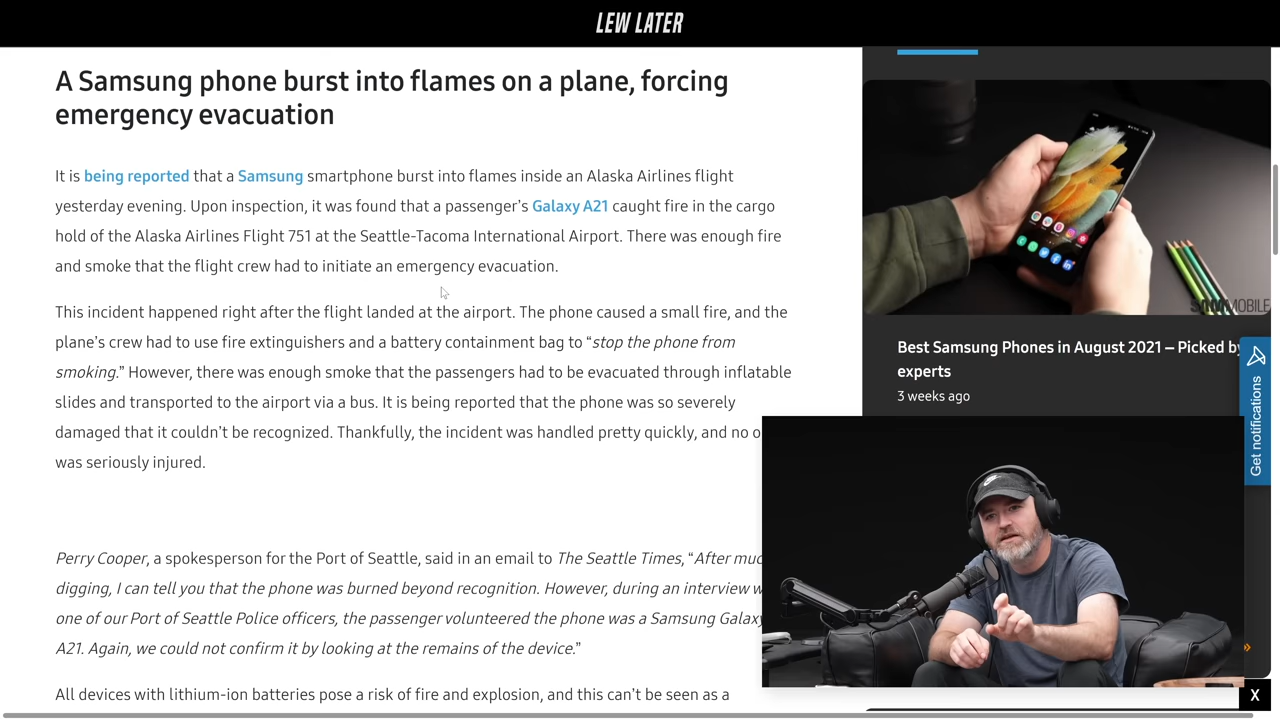 LEW LATER
A Samsung phone burst into flames on a plane, forcing
emergency evacuation
It is being reported that a Samsung smartphone burst into flames inside an Alaska Airlines flight
yesterday evening. Upon inspection, it was found that a passenger's Galaxy A21 caught fire in the cargo
hold of the Alaska Airlines Flight 751 at the Seattle-Tacoma International Airport. There was enough fire
and smoke that the flight crew had to initiate an emergency evacuation.
This incident happened right after the flight landed at the airport. The phone caused a small fire, and the
plane's crew had to use fire extinguishers and a battery containment bag to “stop the phone from
smoking.” However, there was enough smoke that the passengers had to be evacuated through inflatable
slides and transported to the airport via a bus. It is being reported that the phone was so severely
damaged that it couldn't be recognized. Thankfully, the incident was handled pretty quickly, and no
was seriously injured.
Perry Cooper, a spokesperson for the Port of Seattle, said in an email to The Seattle Times, “After
digging, I can tell you that the phone was burned beyond recognition. However, during an interview
one of our Port of Seattle Police officers, the passenger volunteered the phone was a Samsung Galaxy
A21. Again, we could not confirm it by looking at the remains of the device.”
All devices with lithium-ion batteries pose a risk of fire and explosion, and this can't be seen as a
SAMMOBILE
Best Samsung Phones in August 2021 – Picked by
experts
3 weeks ago
Get notifications
X